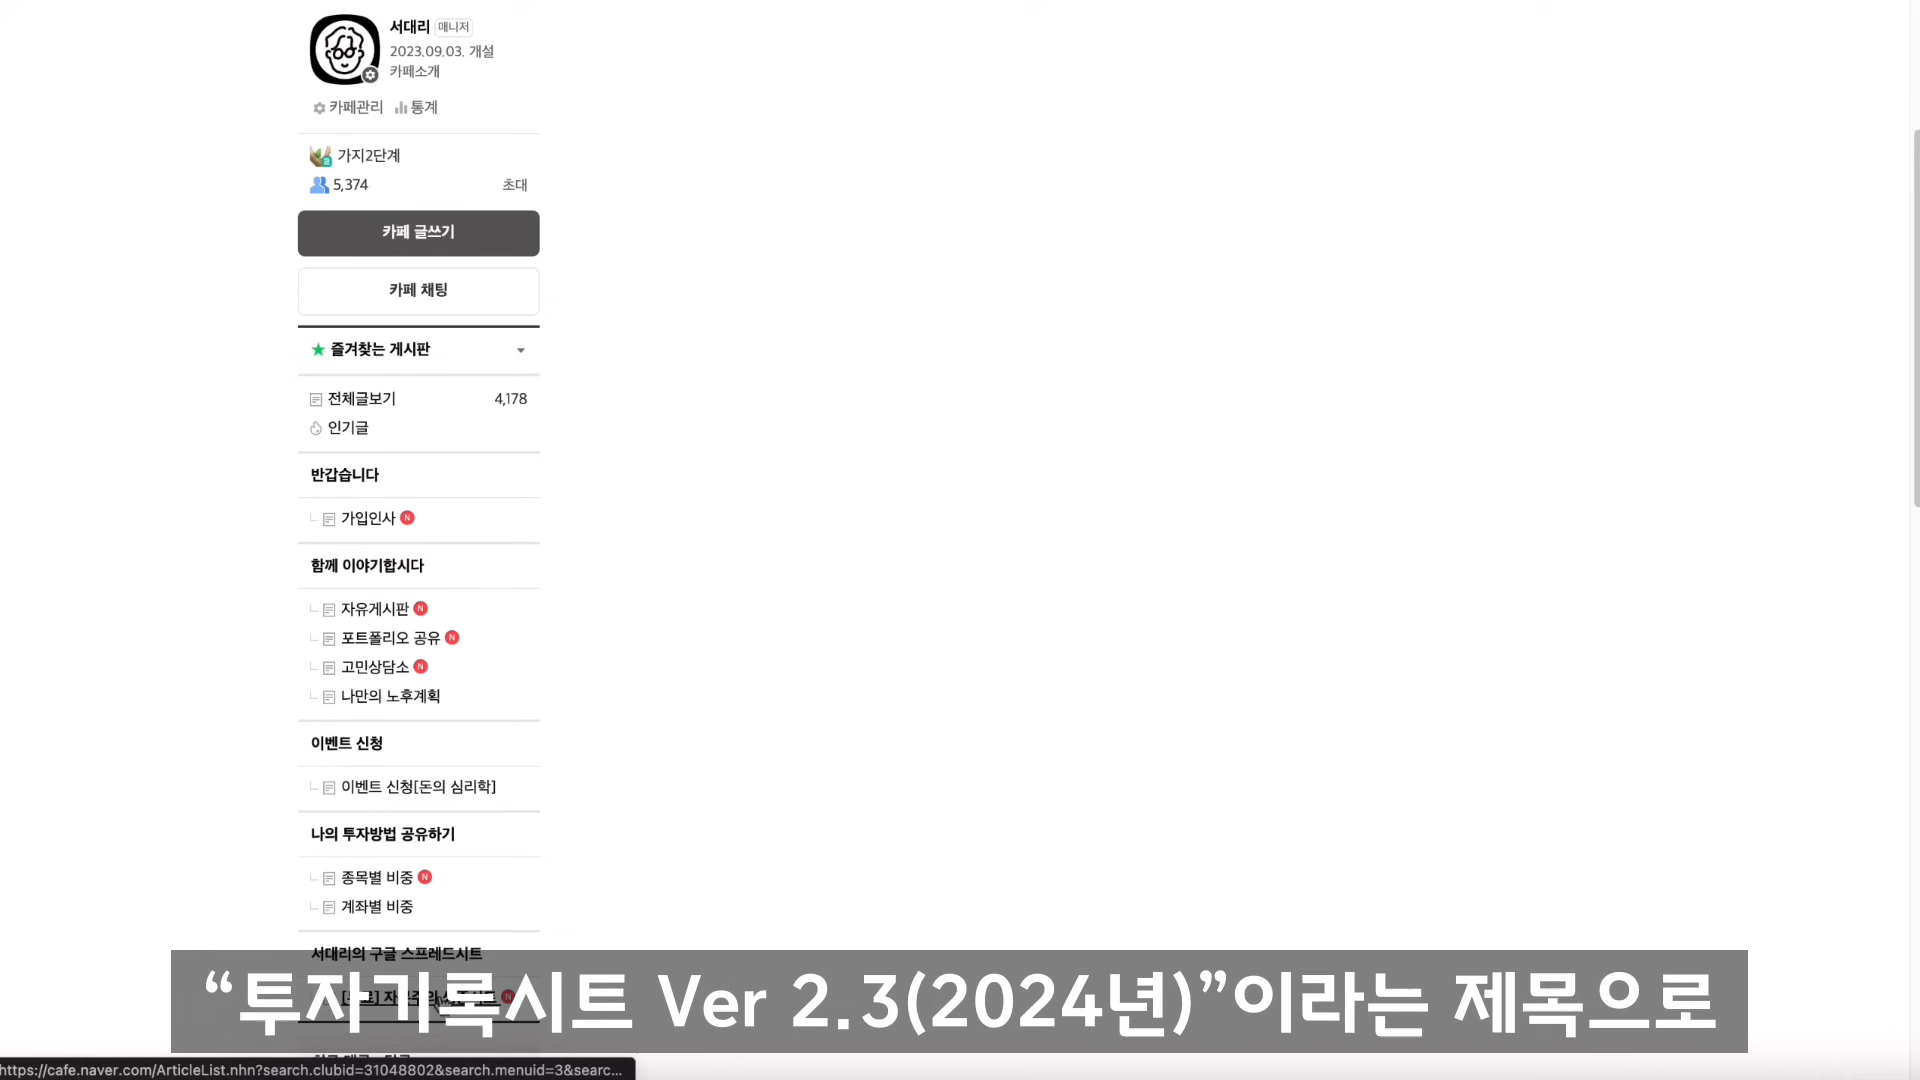 서대리 매니저
2023.09.03. 개설
카페소개
카페관리 통계
가지2단계
5,374 초대
카페 글쓰기
카페 채팅
즐겨찾는 게시판
전체글보기 4,178
인기글
반갑습니다
가입인사 N
함께 이야기합시다
자유게시판 N
포트폴리오 공유 N
고민상담소 N
나만의 노후계획
이벤트 신청
이벤트 신청[돈의 심리학]
나의 투자방법 공유하기
종목별 비중 N
계좌별 비중
서대리의 구글 스프레드시트
“투자기록시트 Ver 2.3(2024년)”이라는 제목으로
https://cafe.naver.com/ArticleList.nhn?search.clubid=31048802&search.menuid=3&searc...